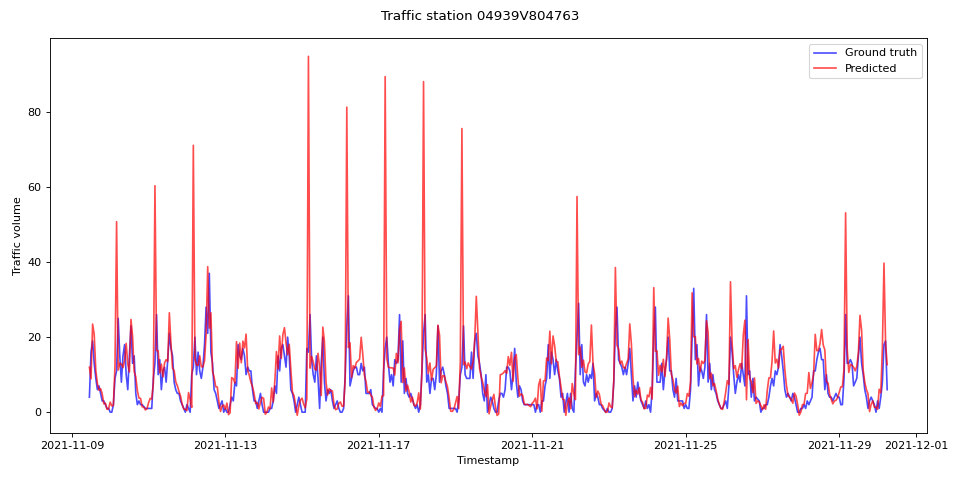 Traffic station 04939V804763
Ground truth
Predicted
Traffic volume
80
60
40
20
0
2021-11-09
2021-11-13
2021-11-17
2021-11-21
2021-11-25
2021-11-29
2021-12-01
Timestamp